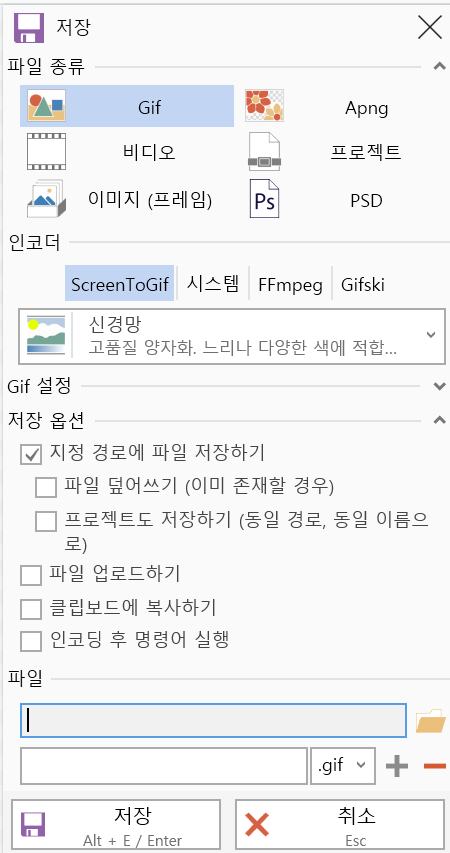 저장
파일 종류
Gif
Apng
비디오
프로젝트
이미지 (프레임)
Ps
PSD
인코더
ScreenToGif
시스템
FFmpeg
Gifski
신경망
고품질 양자화. 느리나 다양한 색에 적합...
Gif 설정
저장 옵션
지정 경로에 파일 저장하기
파일 덮어쓰기 (이미 존재할 경우)
프로젝트도 저장하기 (동일 경로, 동일 이름으
로)
파일 업로드하기
클립보드에 복사하기
인코딩 후 명령어 실행
파일
.gif
저장
Alt + E / Enter
취소
Esc